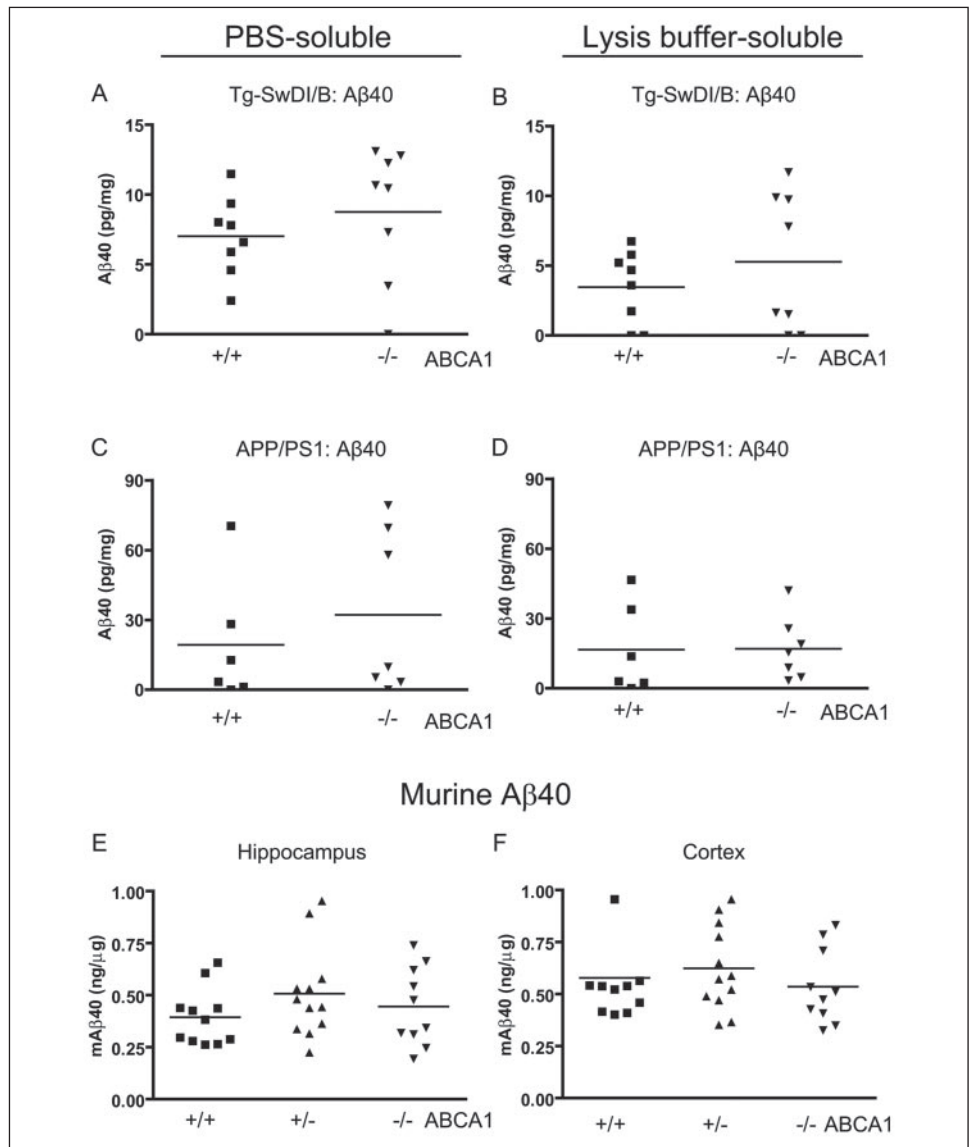 PBS-soluble
Lysis buffer-soluble
A
Tg-SwDI/B: Aβ40
Aβ40 (pg/mg)
15
10
5
0
+/+
-/-
ABCA1
B
Tg-SwDI/B: Aβ40
Aβ40 (pg/mg)
15
10
5
0
+/+
-/-
ABCA1
C
APP/PS1: Aβ40
Aβ40 (pg/mg)
90
60
30
0
+/+
-/-
ABCA1
D
APP/PS1: Aβ40
Aβ40 (pg/mg)
90
60
30
0
+/+
-/-
ABCA1
Murine Aβ40
E
Hippocampus
mAβ40 (ng/μg)
1.00
0.75
0.50
0.25
0.00
+/+
+/-
-/- ABCA1
F
Cortex
mAβ40 (ng/μg)
1.00
0.75
0.50
0.25
0.00
+/+
+/-
-/- ABCA1